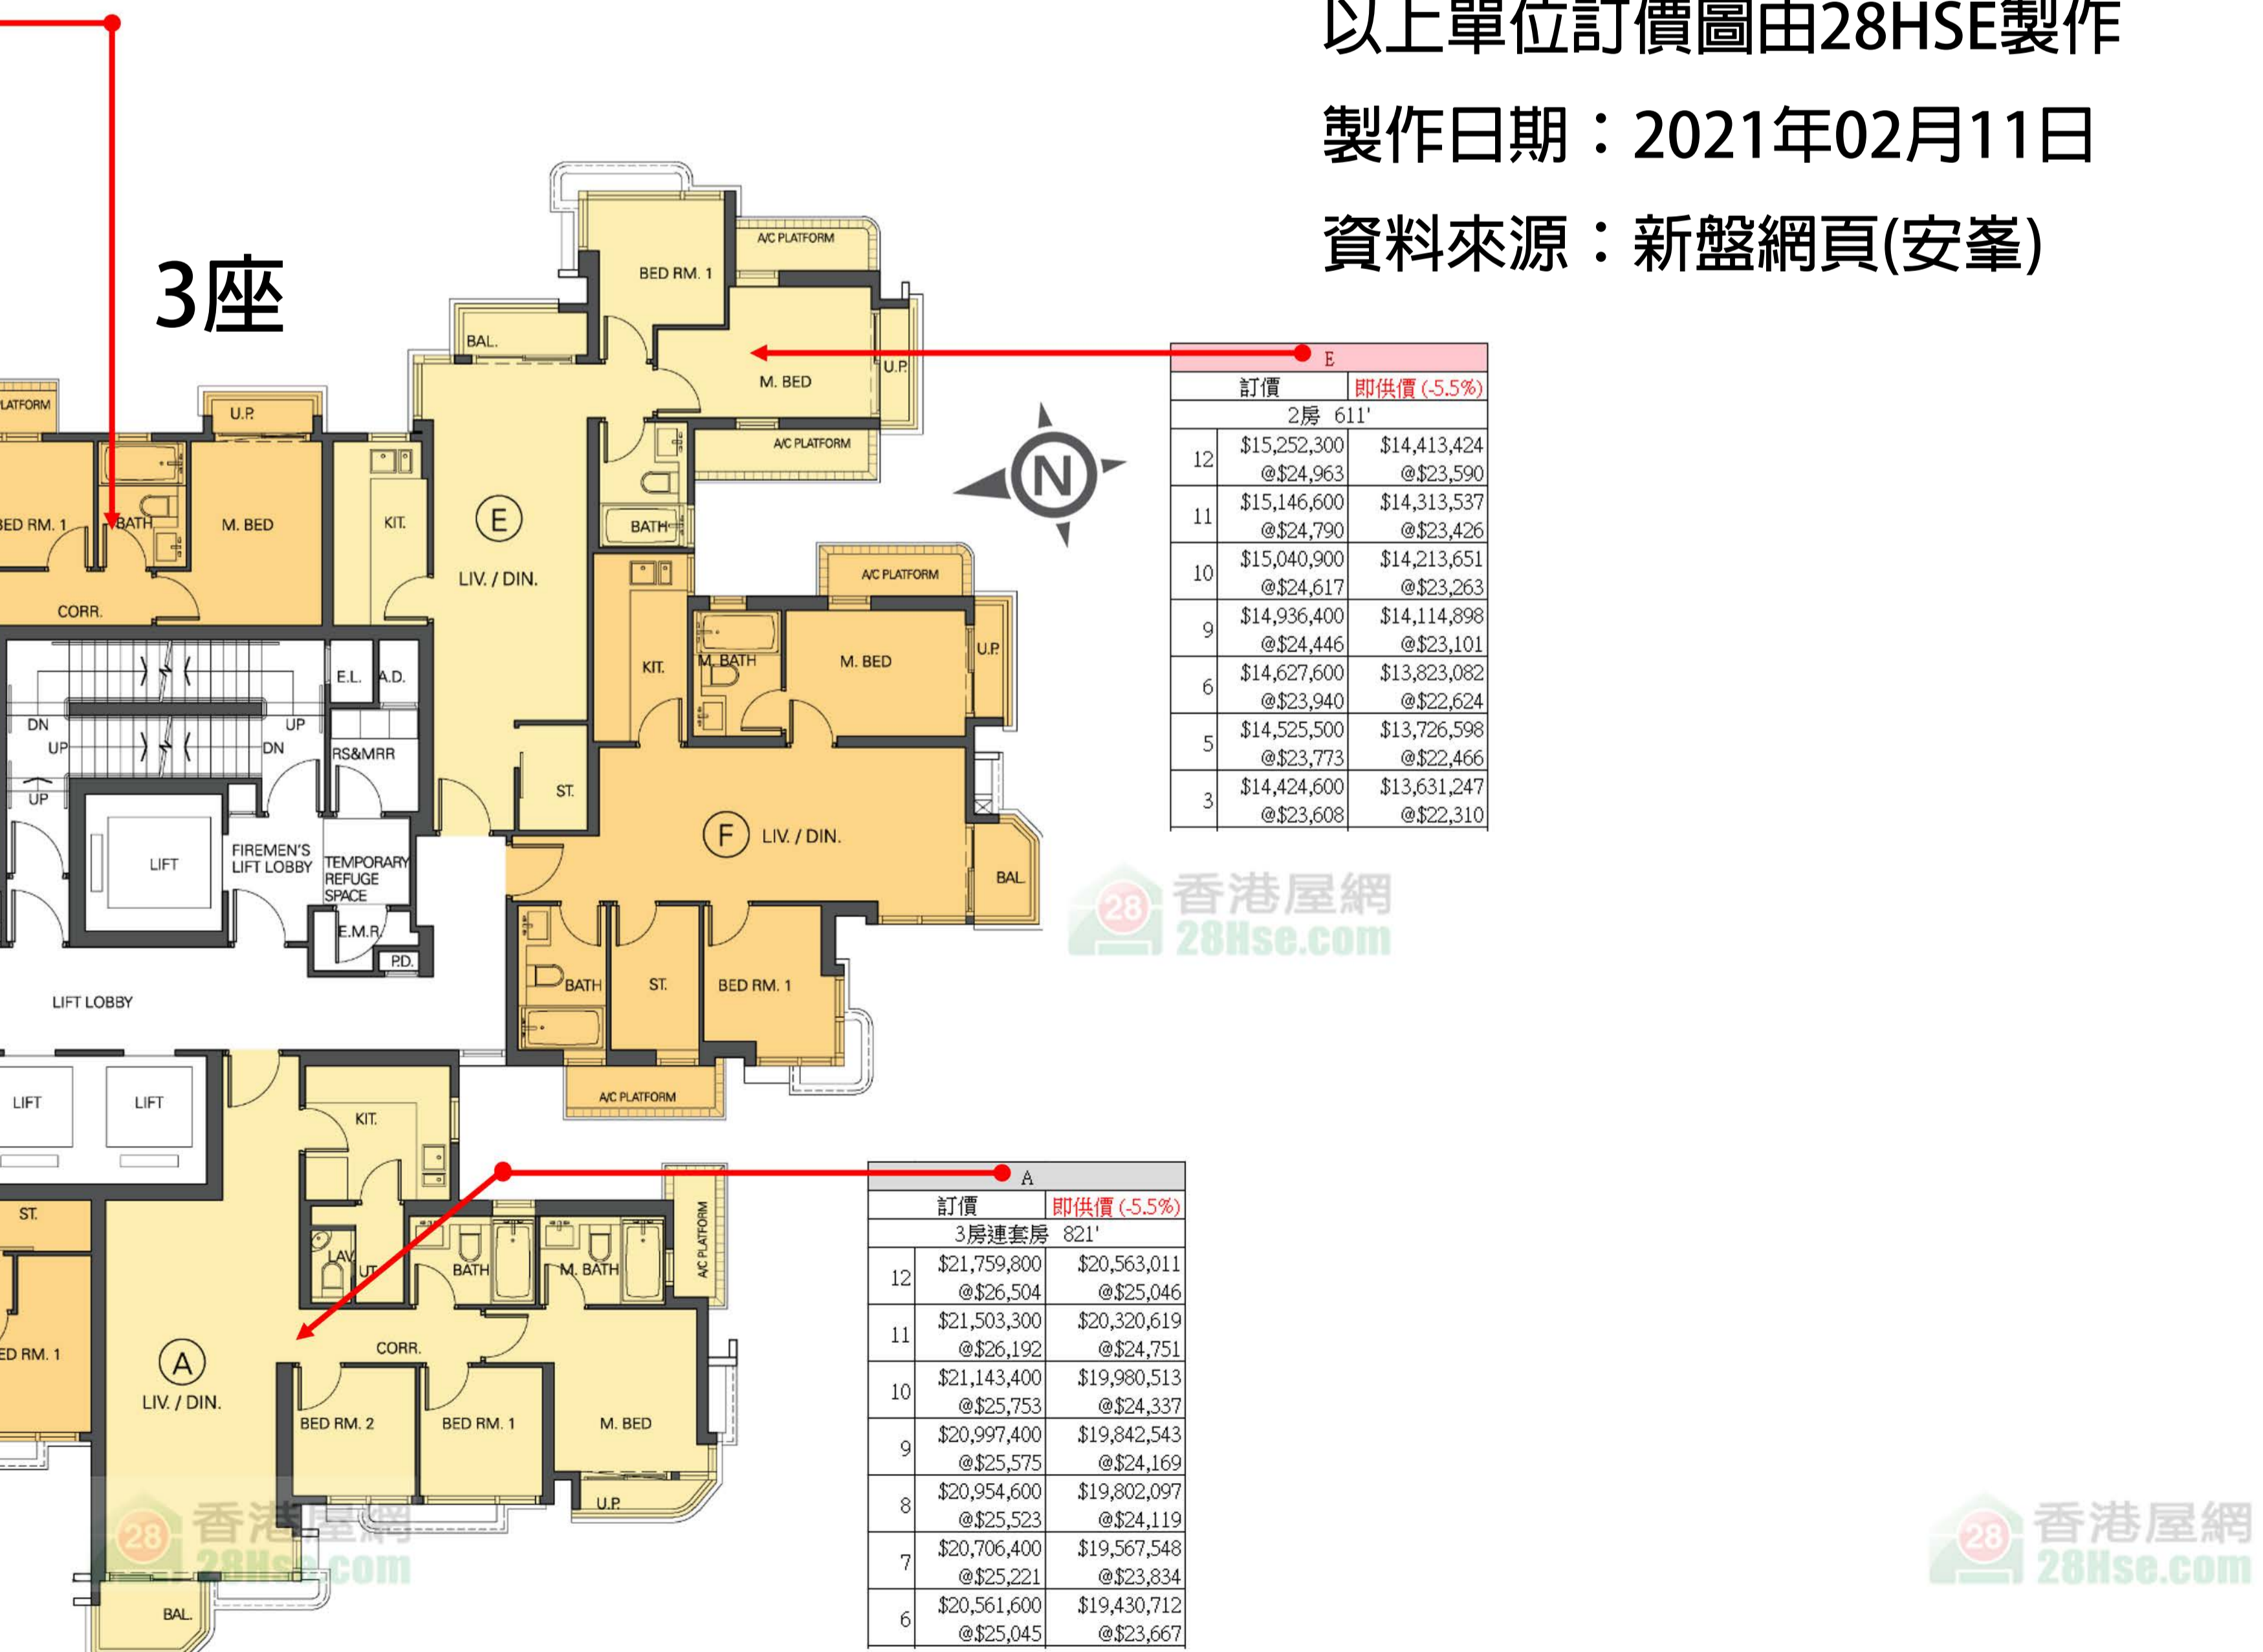 以上單位訂價圖由28HSE製作
製作日期：2021年02月11日
資料來源：新盤網頁(安峯)
3座
BED RM. 1
A/C PLATFORM
BAL.
M. BED
U.P.
A/C PLATFORM
BATH
KIT.
E
LIV. / DIN.
ST.
PLATFORM
U.P.
BED RM. 1
BATH
M. BED
CORR.
N
A/C PLATFORM
KIT.
M. BATH
M. BED
U.P.
F
LIV. / DIN.
BAL.
BATH
ST.
BED RM. 1
A/C PLATFORM
E.L.
A.D.
DN
UP
UP
DN
UP
RS&MRR
LIFT
FIREMEN'S
LIFT LOBBY
TEMPORARY
REFUGE
SPACE
E.M.R.
P.D.
LIFT LOBBY
LIFT
LIFT
ST.
BED RM. 1
KIT.
LAV.
UT.
BATH
M. BATH
A/C PLATFORM
CORR.
A
LIV. / DIN.
BED RM. 2
BED RM. 1
M. BED
U.P.
BAL.
E
訂價 即供價 (-5.5%)
2房 611'
12 $15,252,300 $14,413,424
@$24,963 @$23,590
11 $15,146,600 $14,313,537
@$24,790 @$23,426
10 $15,040,900 $14,213,651
@$24,617 @$23,263
9 $14,936,400 $14,114,898
@$24,446 @$23,101
6 $14,627,600 $13,823,082
@$23,940 @$22,624
5 $14,525,500 $13,726,598
@$23,773 @$22,466
3 $14,424,600 $13,631,247
@$23,608 @$22,310
28 香港屋網
28Hse.com
A
訂價 即供價 (-5.5%)
3房連套房 821'
12 $21,759,800 $20,563,011
@$26,504 @$25,046
11 $21,503,300 $20,320,619
@$26,192 @$24,751
10 $21,143,400 $19,980,513
@$25,753 @$24,337
9 $20,997,400 $19,842,543
@$25,575 @$24,169
8 $20,954,600 $19,802,097
@$25,523 @$24,119
7 $20,706,400 $19,567,548
@$25,221 @$23,834
6 $20,561,600 $19,430,712
@$25,045 @$23,667
28 香港屋網
28Hse.com
28 香港屋網
28Hse.com